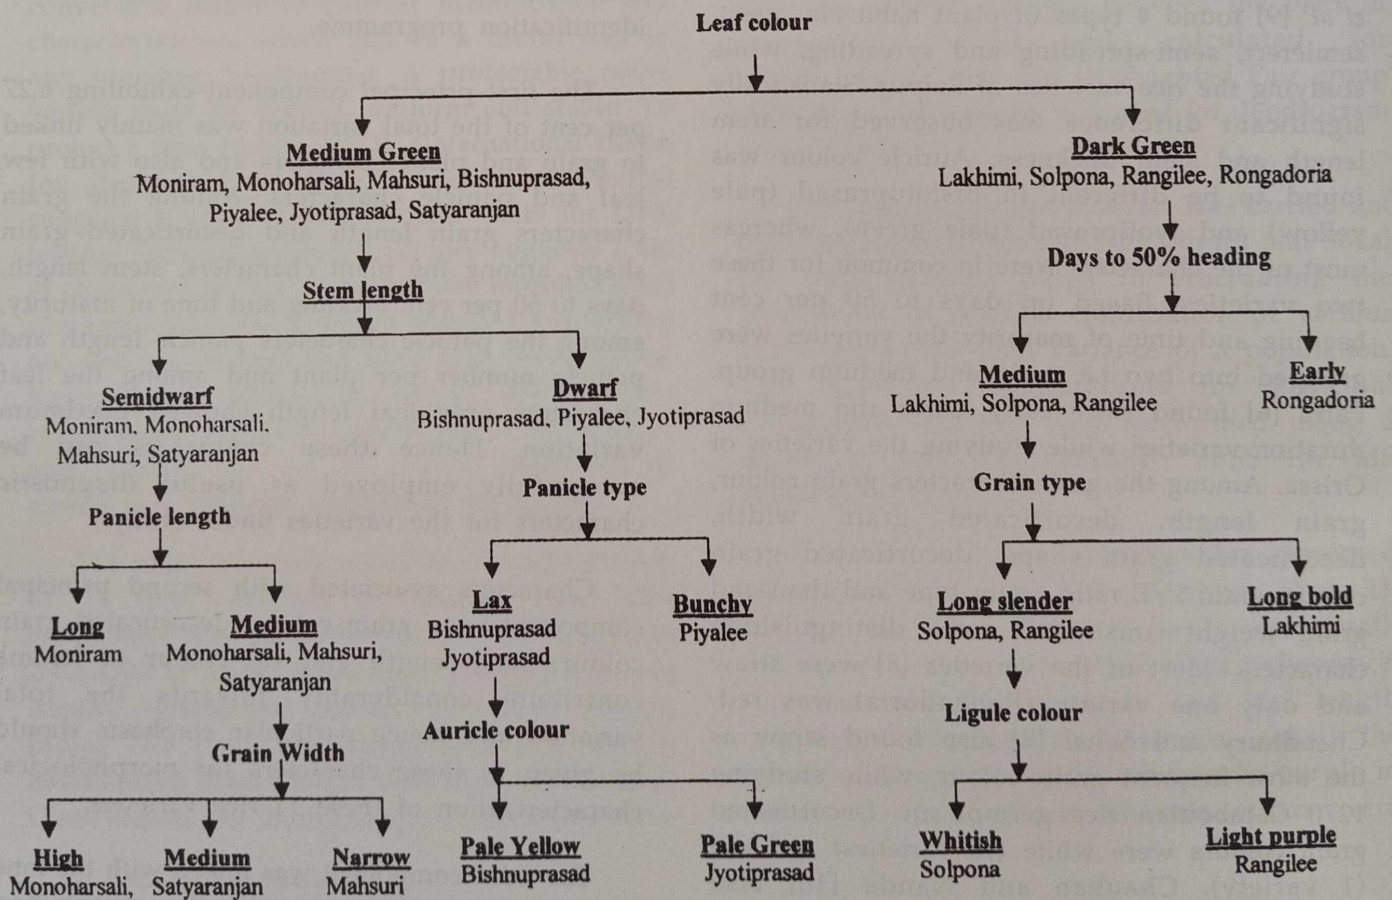 Leaf colour
Medium Green
Moniram, Monoharsali, Mahsuri, Bishnuprasad,
Piyalee, Jyotiprasad, Satyaranjan
Dark Green
Lakhimi, Solpona, Rangilee, Rongadoria
Stem length
Days to 50% heading
Semidwarf
Moniram. Monoharsali.
Mahsuri, Satyaranjan
Dwarf
Bishnuprasad, Piyalee, Jyotiprasad
Medium
Lakhimi, Solpona, Rangilee
Early
Rongadoria
Panicle length
Panicle type
Grain type
Long
Moniram
Medium
Monoharsali, Mahsuri,
Satyaranjan
Lax
Bishnuprasad
Jyotiprasad
Bunchy
Piyalee
Long slender
Solpona, Rangilee
Long bold
Lakhimi
Grain Width
Auricle colour
Ligule colour
High
Monoharsali,
Medium
Satyaranjan
Narrow
Mahsuri
Pale Yellow
Bishnuprasad
Pale Green
Jyotiprasad
Whitish
Solpona
Light purple
Rangilee